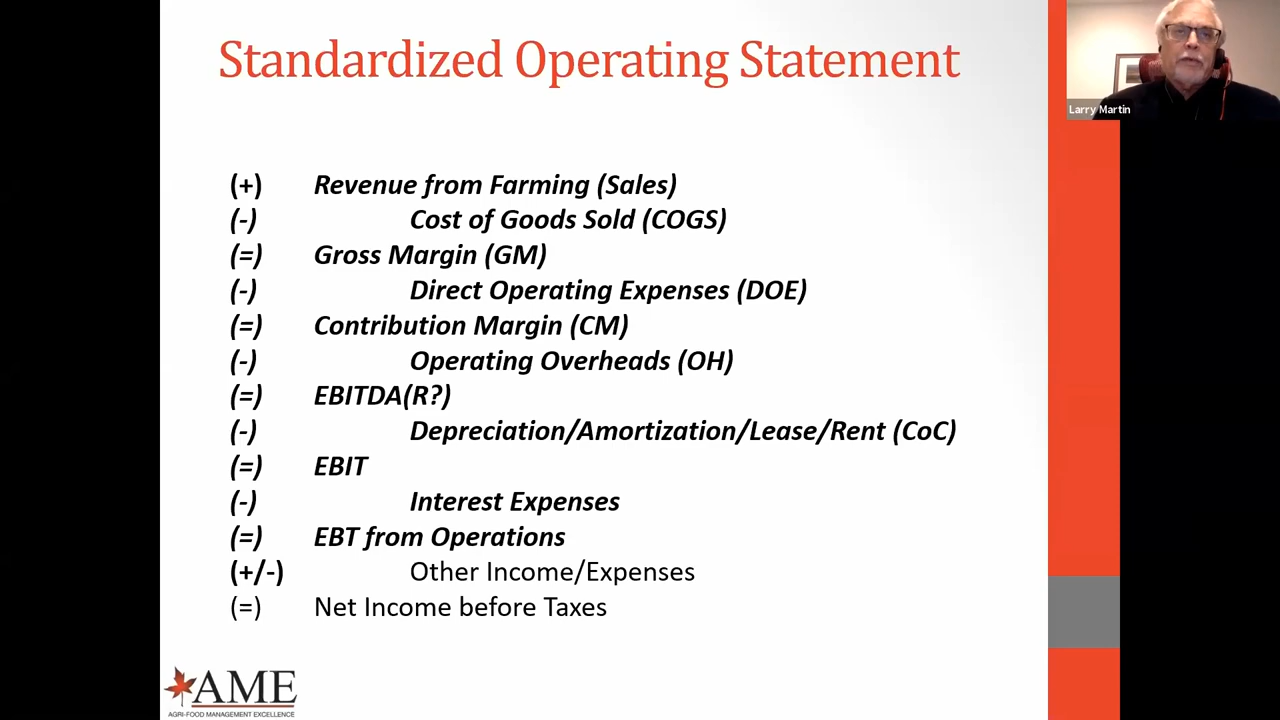 Standardized Operating Statement
Larry Martin
(+) Revenue from Farming (Sales)
(-) Cost of Goods Sold (COGS)
(=) Gross Margin (GM)
(-) Direct Operating Expenses (DOE)
(=) Contribution Margin (CM)
(-) Operating Overheads (OH)
(=) EBITDA(R?)
(-) Depreciation/Amortization/Lease/Rent (CoC)
(=) EBIT
(-) Interest Expenses
(=) EBT from Operations
(+/-) Other Income/Expenses
(=) Net Income before Taxes
AME
AGRI-FOOD MANAGEMENT EXCELLENCE